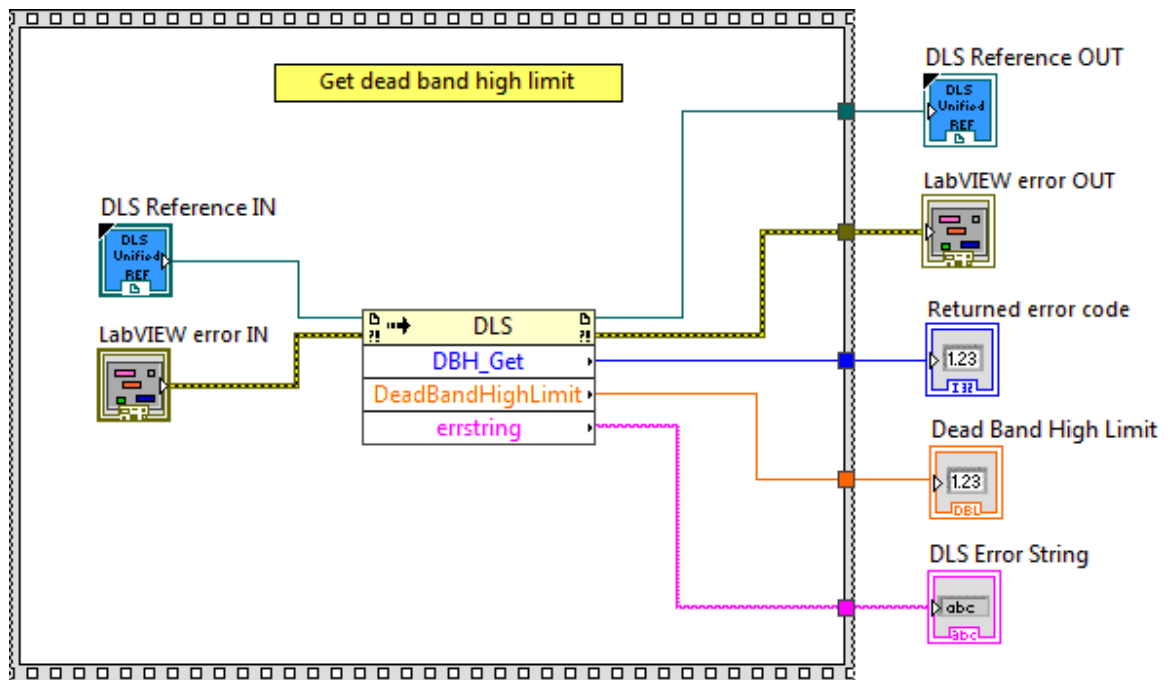 Get dead band high limit
DLS Reference OUT
DLS
Unified
REF
LabVIEW error OUT
DLS Reference IN
DLS
Unified
REF
LabVIEW error IN
?!
DLS
?!
DBH_Get
DeadBandHighLimit
errstring
Returned error code
1.23
I32
Dead Band High Limit
1.23
DBL
DLS Error String
abc
abc